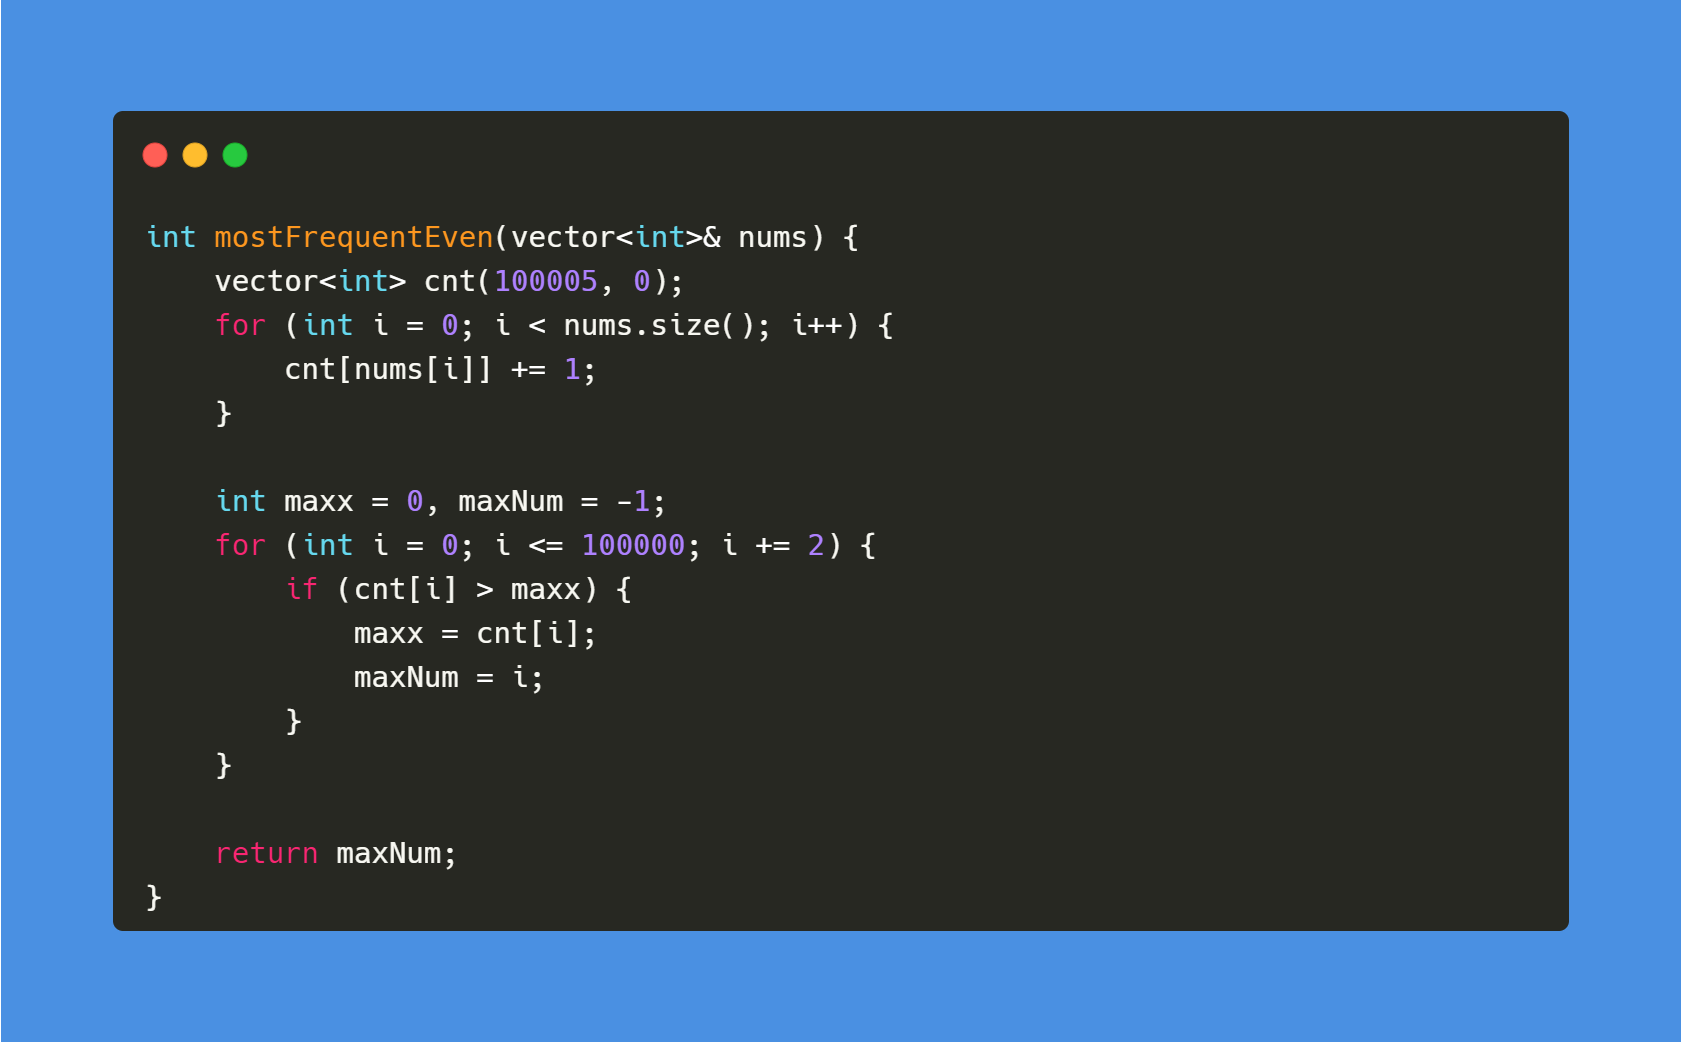 int mostFrequentEven(vector<int>& nums) {
    vector<int> cnt(100005, 0);
    for (int i = 0; i < nums.size(); i++) {
        cnt[nums[i]] += 1;
    }

    int maxx = 0, maxNum = -1;
    for (int i = 0; i <= 100000; i += 2) {
        if (cnt[i] > maxx) {
            maxx = cnt[i];
            maxNum = i;
        }
    }

    return maxNum;
}